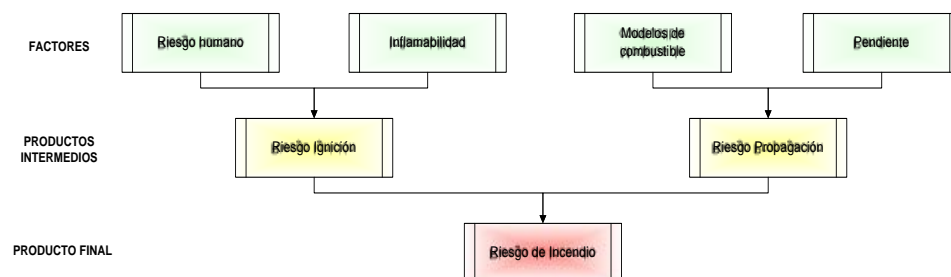 FACTORES
Riesgo humano
Inflamabilidad
Modelos de
combustible
Pendiente
PRODUCTOS
INTERMEDIOS
Riesgo Ignición
Riesgo Propagación
PRODUCTO FINAL
Riesgo de Incendio